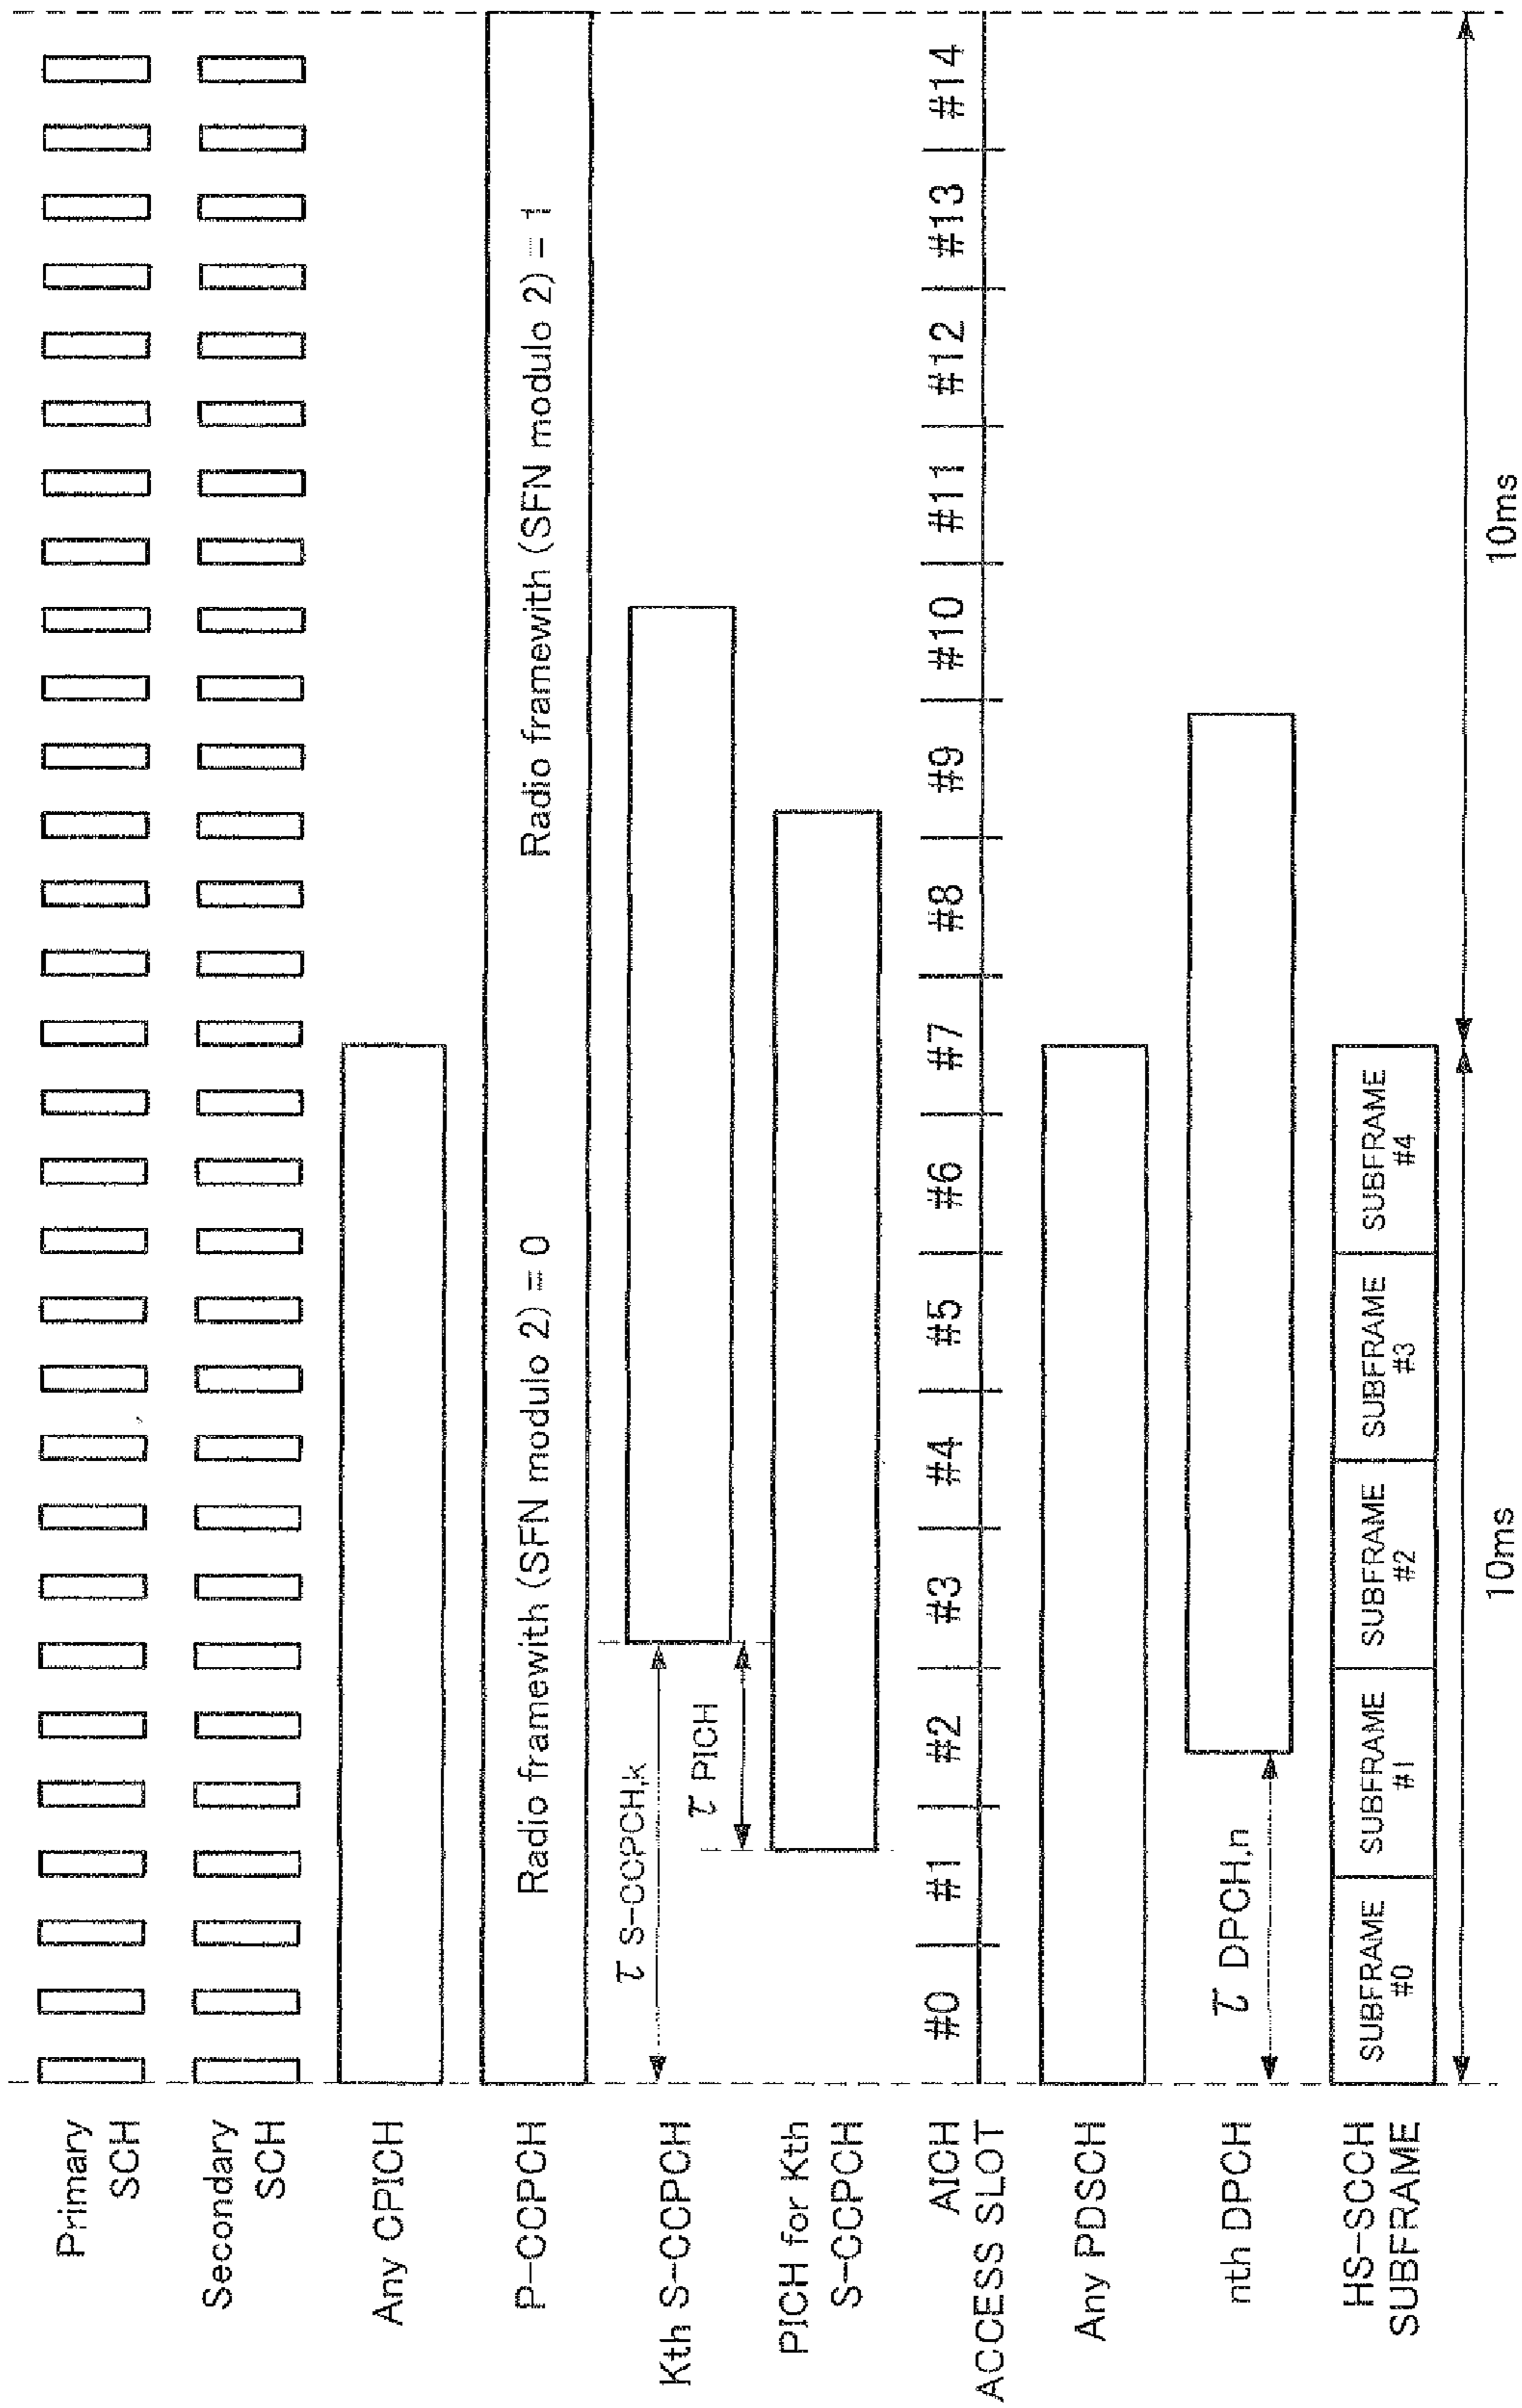 Primary
SCH
Secondary
SCH
Any CPICH
P-CCPCH
Radio framewith (SFN modulo 2) = 0
Radio framewith (SFN modulo 2) - 1
Kth S-CCPCH
τ S-CCPCH,k
τ PICH
PICH for Kth
S-CCPCH
AICH
ACCESS SLOT
#0 #1 #2 #3 #4 #5 #6 #7 #8 #9 #10 #11 #12 #13 #14
Any PDSCH
nth DPCH
τ DPCH,n
HS-SCCH
SUBFRAME
SUBFRAME
#0
SUBFRAME
#1
SUBFRAME
#2
SUBFRAME
#3
SUBFRAME
#4
10ms
10ms